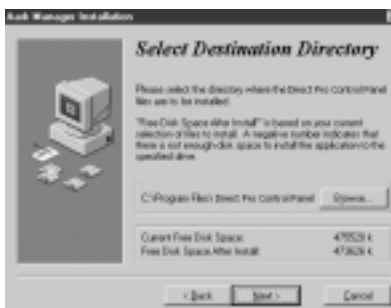 Manager Installation
Select Destination Directory
Please select the directory where the Direct Pro Control Panel
files are to be installed.
"Free Disk Space After Install" is based on your current
selection of files to install. A negative number indicates that
there is not enough disk space to install the application to the
specified drive.
C:\Program Files\Direct Pro Control Panel
Browse...
Current Free Disk Space: 475520 k
Free Disk Space After Install: 473626 k
< Back
Next >
Cancel